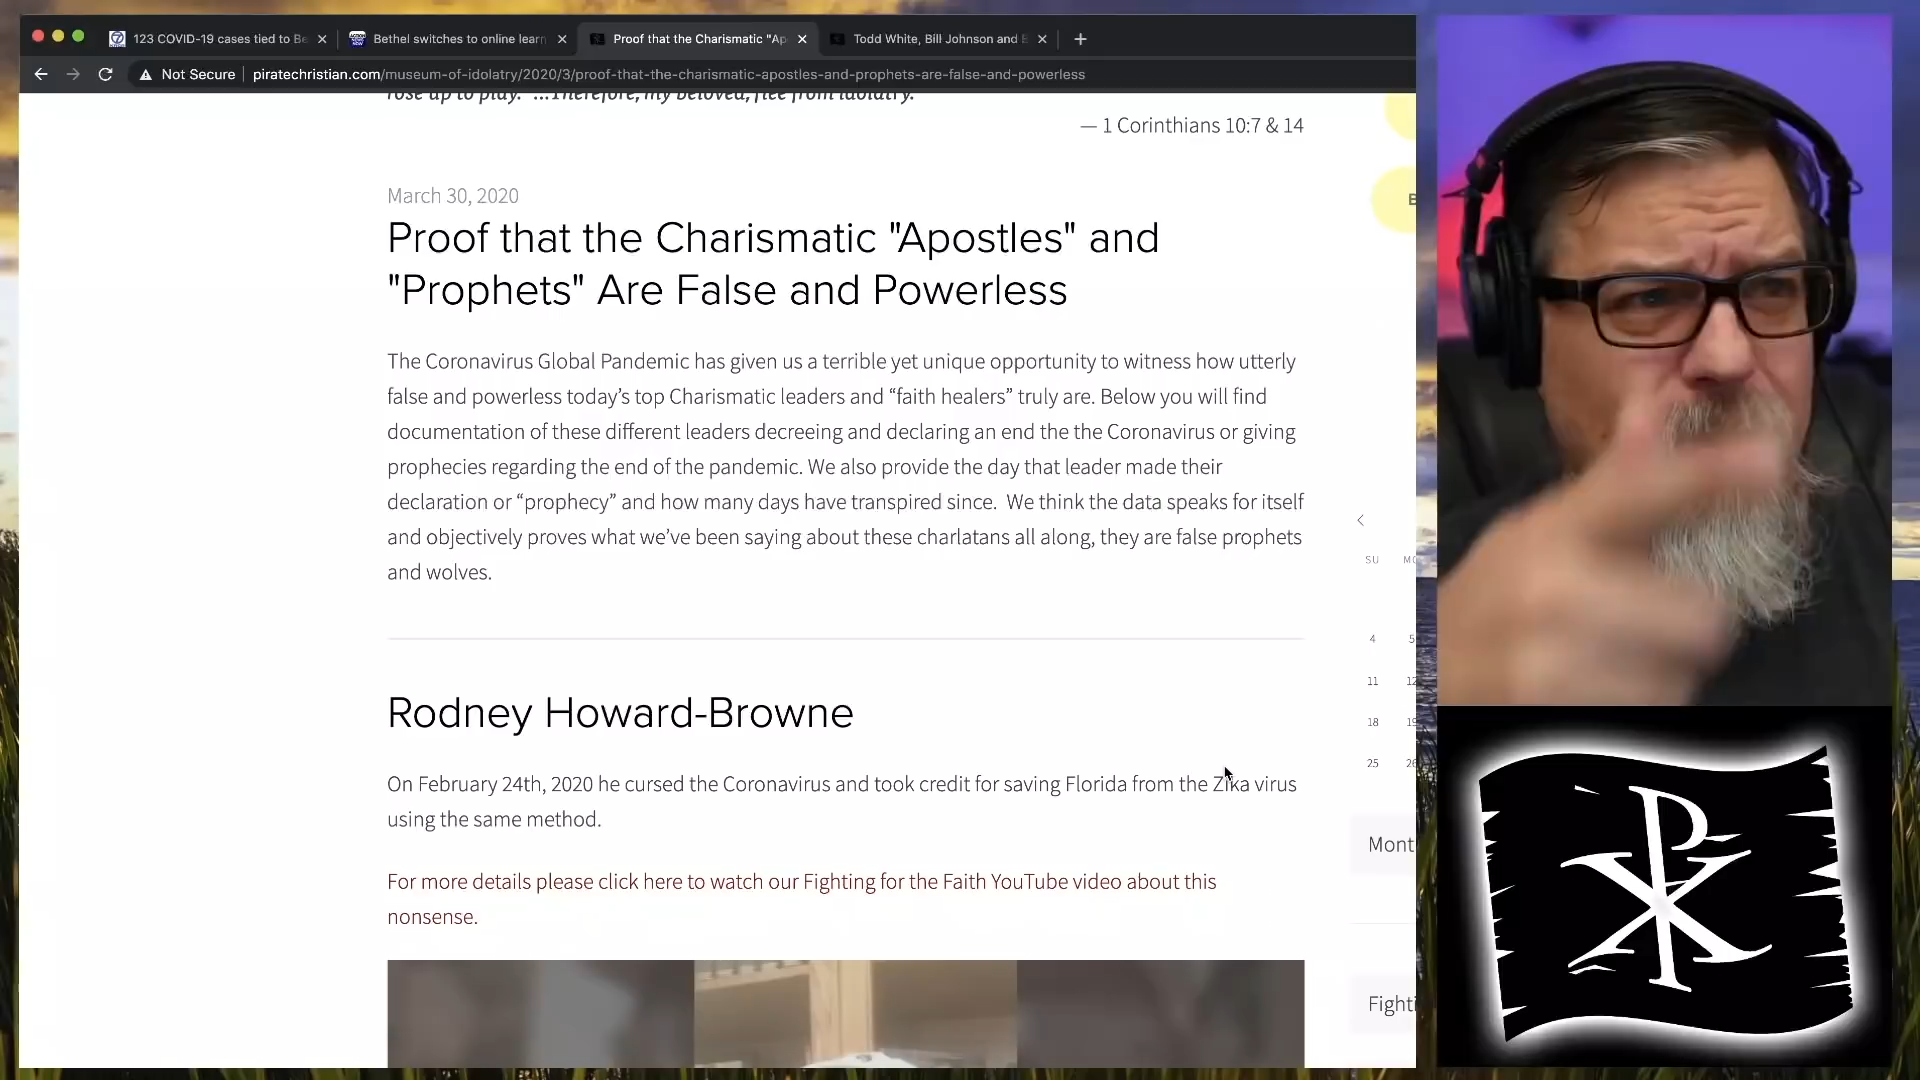 123 COVID-19 cases tied to Be
Bethel switches to online learn
Proof that the Charismatic "Ap
Todd White, Bill Johnson and B
Not Secure
piratechristian.com/museum-of-idolatry/2020/3/proof-that-the-charismatic-apostles-and-prophets-are-false-and-powerless
rose up to play." ...Therefore, my beloved, flee from idolatry.
— 1 Corinthians 10:7 & 14
March 30, 2020
Proof that the Charismatic "Apostles" and
"Prophets" Are False and Powerless
The Coronavirus Global Pandemic has given us a terrible yet unique opportunity to witness how utterly
false and powerless today’s top Charismatic leaders and “faith healers” truly are. Below you will find
documentation of these different leaders decreeing and declaring an end the the Coronavirus or giving
prophecies regarding the end of the pandemic. We also provide the day that leader made their
declaration or “prophecy” and how many days have transpired since. We think the data speaks for itself
and objectively proves what we’ve been saying about these charlatans all along, they are false prophets
and wolves.
Rodney Howard-Browne
On February 24th, 2020 he cursed the Coronavirus and took credit for saving Florida from the Zika virus
using the same method.
For more details please click here to watch our Fighting for the Faith YouTube video about this
nonsense.
SU MO
4 5
11 12
18 19
25 26
Mont
Fighti